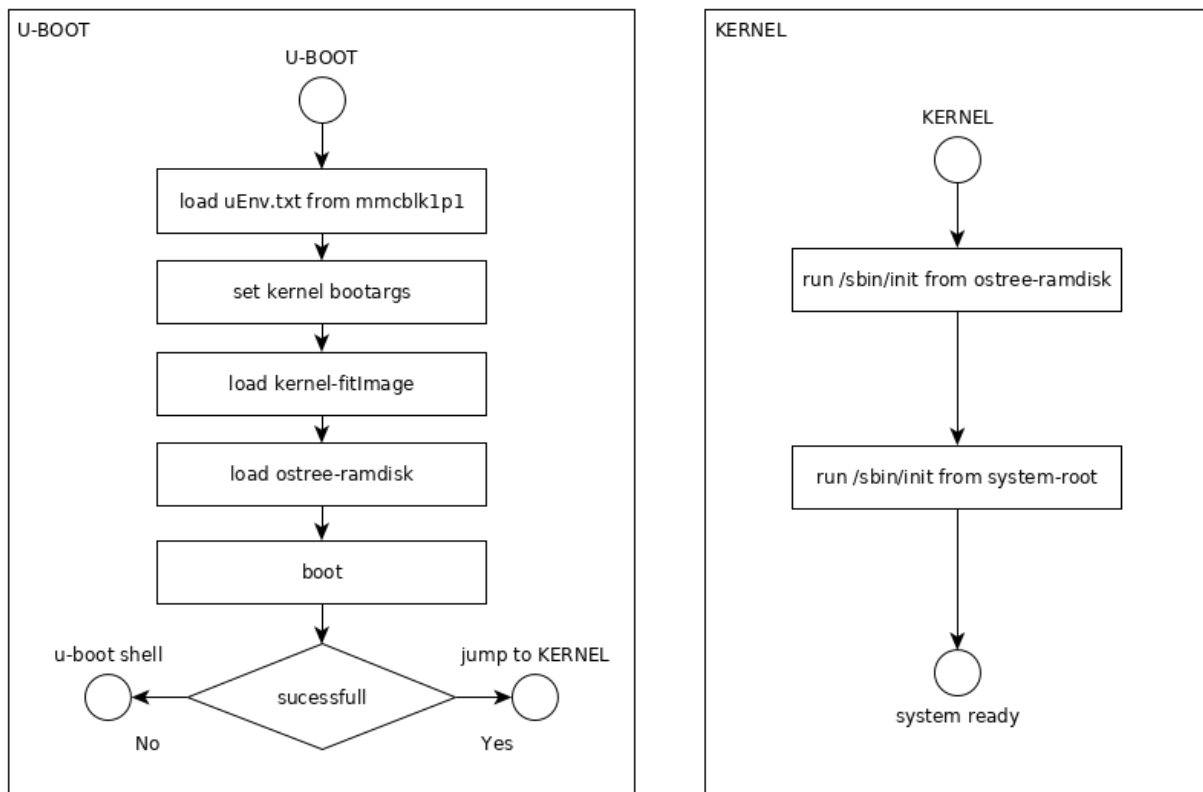 U-BOOT
U-BOOT
load uEnv.txt from mmcblk1p1
set kernel bootargs
load kernel-fitImage
load ostree-ramdisk
boot
u-boot shell
jump to KERNEL
sucessfull
No
Yes
KERNEL
KERNEL
run /sbin/init from ostree-ramdisk
run /sbin/init from system-root
system ready